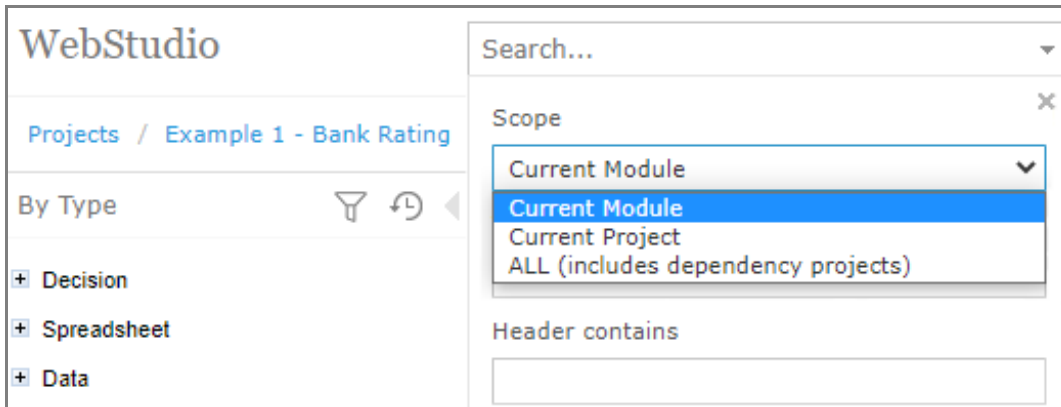 WebStudio
Search...
Projects / Example 1 - Bank Rating
Scope
Current Module
By Type
Current Module
Current Project
ALL (includes dependency projects)
Decision
Spreadsheet
Header contains
Data